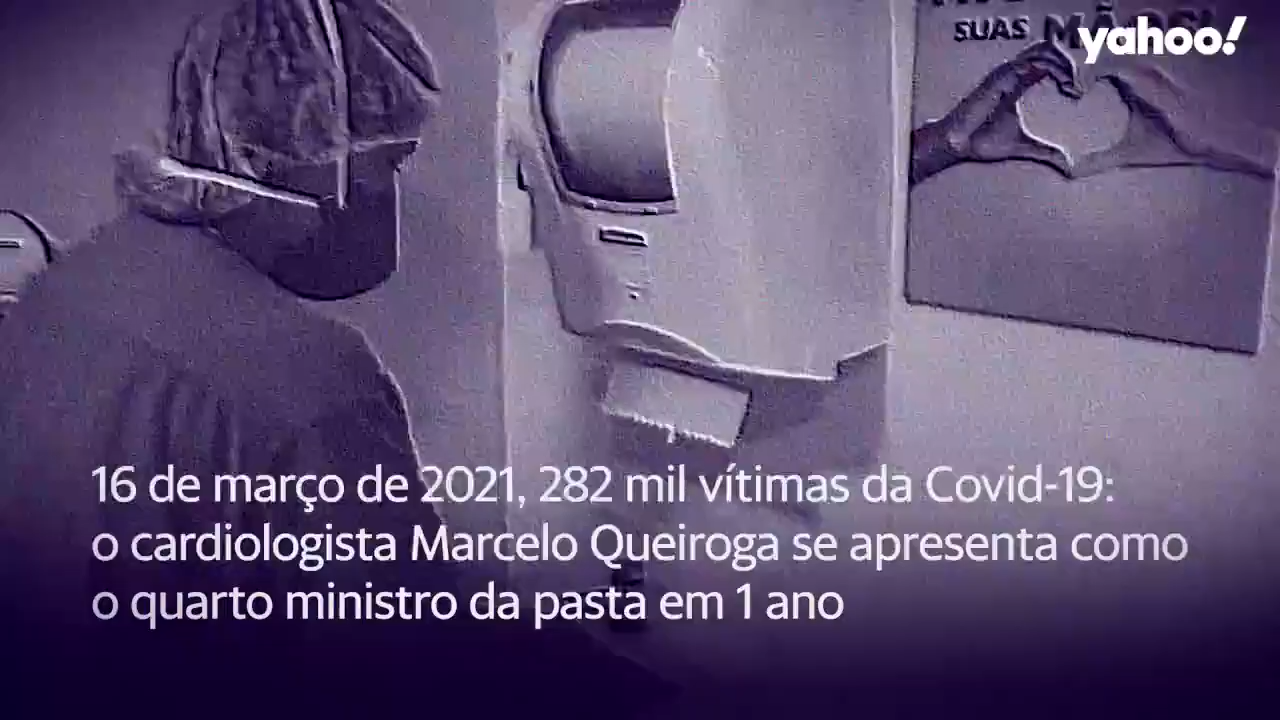 SUAS MÃOS!
yahoo!
16 de março de 2021, 282 mil vítimas da Covid-19:
o cardiologista Marcelo Queiroga se apresenta como
o quarto ministro da pasta em 1 ano